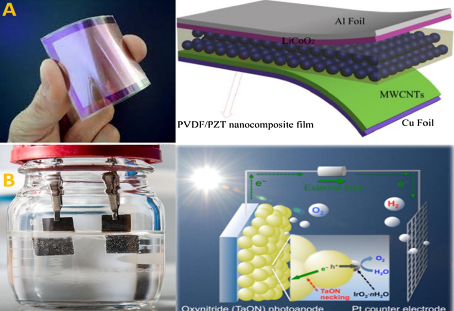 A
Al Foil
LiCoO₂
MWCNTs
PVDF/PZT nanocomposite film
Cu Foil
B
e⁻
e⁻
External
O₂
H₂
e⁻
h⁺
O₂
H₂O
TaON
necking
IrO₂·nH₂O
Oxynitride (TaON) photoanode
Pt counter electrode